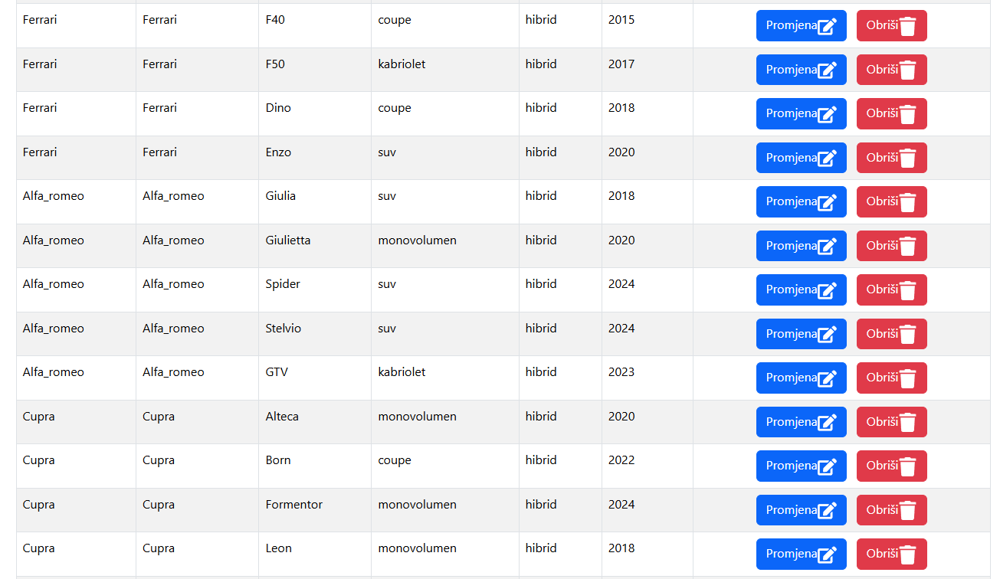 Ferrari Ferrari F40 coupe hibrid 2015 Promjena Obriši
Ferrari Ferrari F50 kabriolet hibrid 2017 Promjena Obriši
Ferrari Ferrari Dino coupe hibrid 2018 Promjena Obriši
Ferrari Ferrari Enzo suv hibrid 2020 Promjena Obriši
Alfa_romeo Alfa_romeo Giulia suv hibrid 2018 Promjena Obriši
Alfa_romeo Alfa_romeo Giulietta monovolumen hibrid 2020 Promjena Obriši
Alfa_romeo Alfa_romeo Spider suv hibrid 2024 Promjena Obriši
Alfa_romeo Alfa_romeo Stelvio suv hibrid 2024 Promjena Obriši
Alfa_romeo Alfa_romeo GTV kabriolet hibrid 2023 Promjena Obriši
Cupra Cupra Alteca monovolumen hibrid 2020 Promjena Obriši
Cupra Cupra Born coupe hibrid 2022 Promjena Obriši
Cupra Cupra Formentor monovolumen hibrid 2024 Promjena Obriši
Cupra Cupra Leon monovolumen hibrid 2018 Promjena Obriši